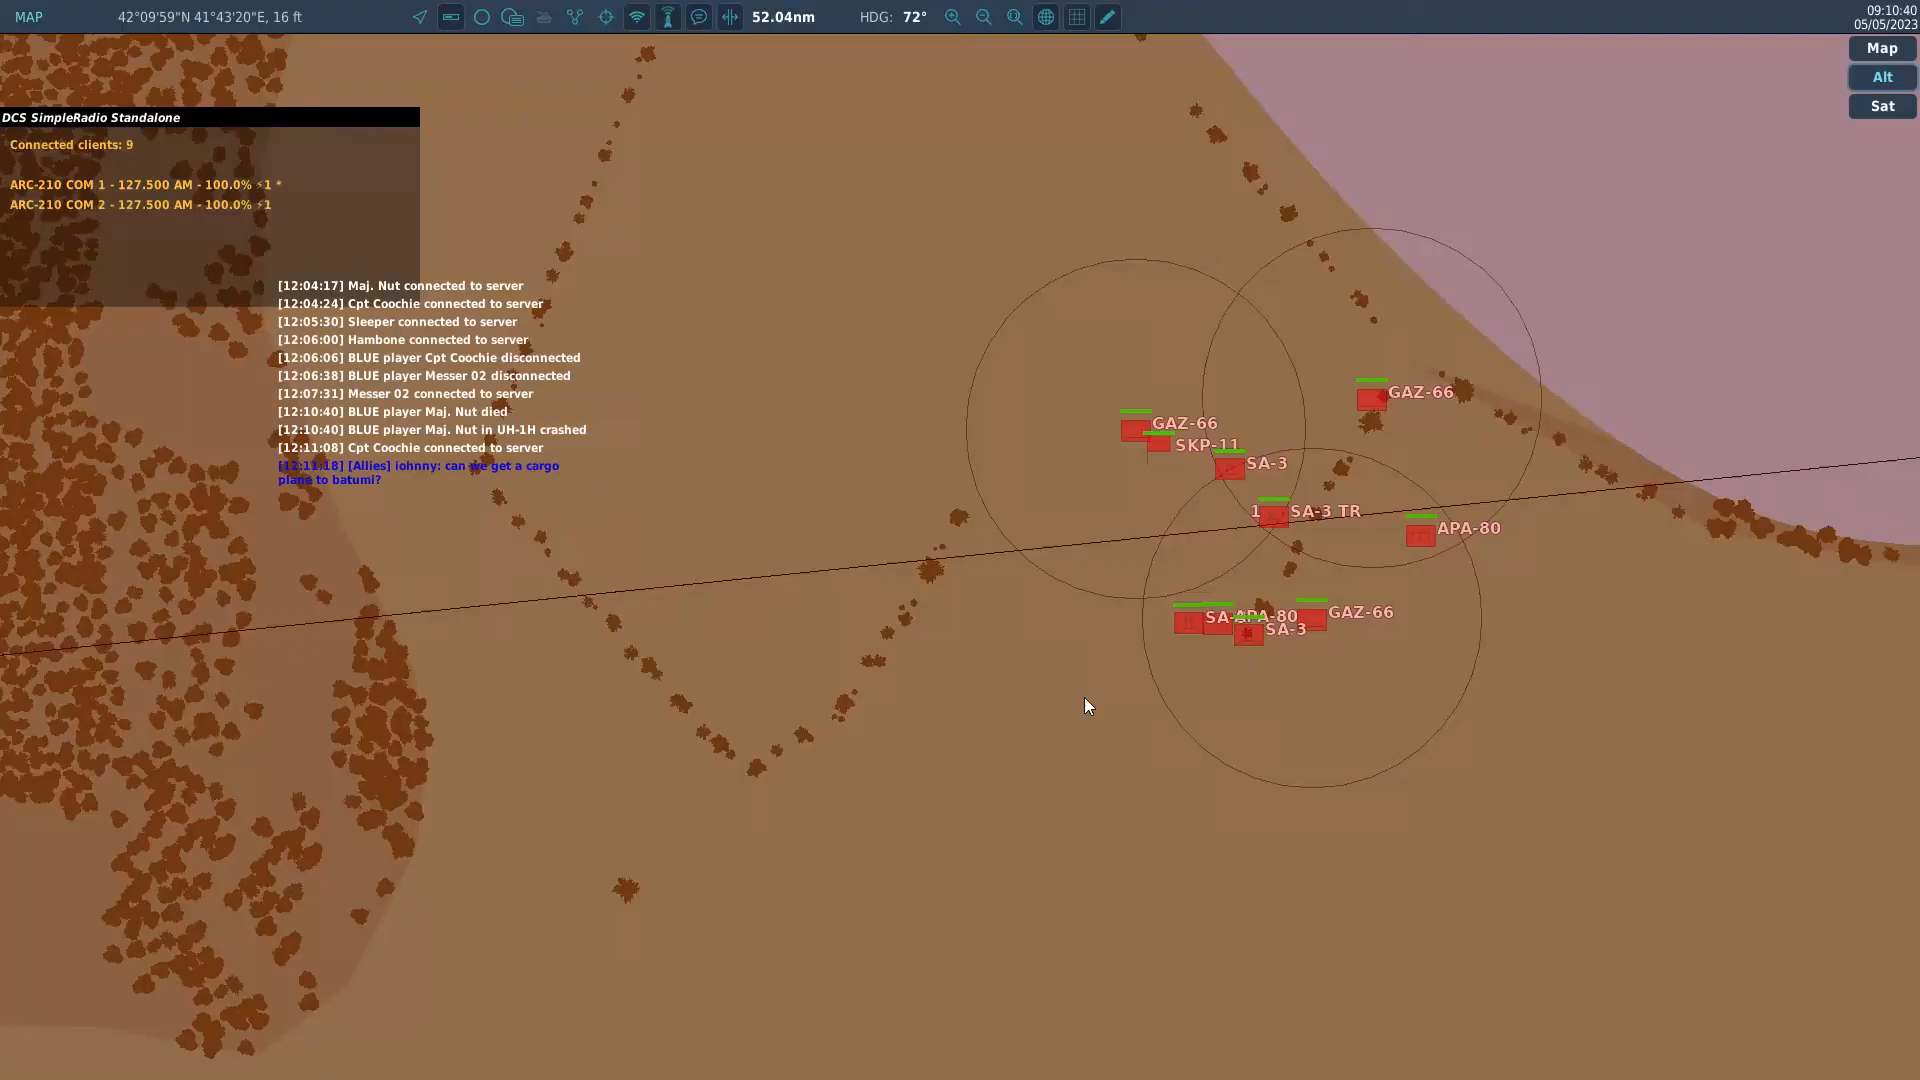 MAP
42°09'59"N 41°43'20"E, 16 ft
52.04nm
HDG: 72°
09:10:40
05/05/2023
Map
Alt
Sat
DCS SimpleRadio Standalone
Connected clients: 9
ARC-210 COM 1 - 127.500 AM - 100.0% ⚡1 *
ARC-210 COM 2 - 127.500 AM - 100.0% ⚡1
[12:04:17] Maj. Nut connected to server
[12:04:24] Cpt Coochie connected to server
[12:05:30] Sleeper connected to server
[12:06:00] Hambone connected to server
[12:06:06] BLUE player Cpt Coochie disconnected
[12:06:38] BLUE player Messer 02 disconnected
[12:07:31] Messer 02 connected to server
[12:10:40] BLUE player Maj. Nut died
[12:10:40] BLUE player Maj. Nut in UH-1H crashed
[12:11:08] Cpt Coochie connected to server
[12:11:18] [Allies] iohnny: can we get a cargo
plane to batumi?
GAZ-66
GAZ-66
SKP-11
SA-3
1 SA-3 TR
APA-80
APA-80
GAZ-66
SA-3